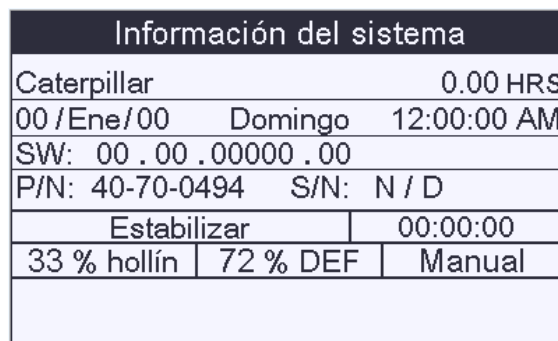 Información del sistema
Caterpillar 0.00 HRS
00/Ene/00 Domingo 12:00:00 AM
SW: 00.00.00000.00
P/N: 40-70-0494 S/N: N/D
Estabilizar 00:00:00
33 % hollín 72 % DEF Manual